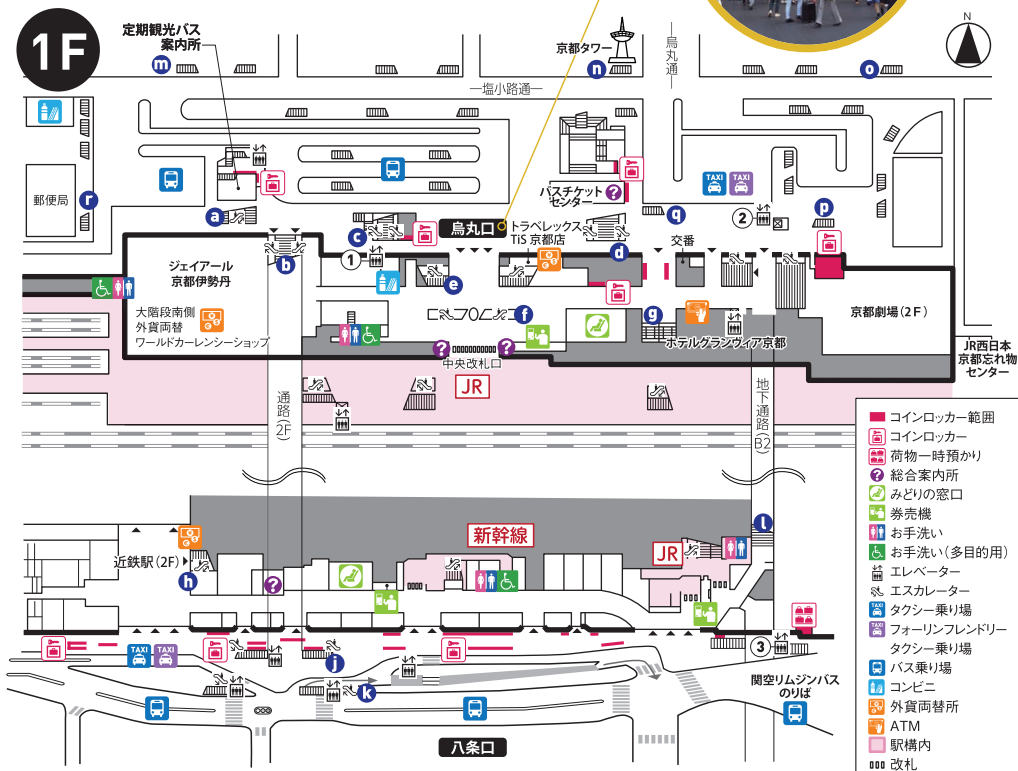 1F
定期観光バス
案内所
m
京都タワー
n
烏丸通
o
N
塩小路通
郵便局
r
a
バスチケット
センター
?
TAXI
TAXI
q
2
p
c
烏丸口
トラベレックス
TiS 京都店
d
交番
b
1
ジェイアール
京都伊勢丹
e
大階段南側
外貨両替
ワールドカーレンシーショップ
f
g
京都劇場(2F)
ホテルグランヴィア京都
?
?
中央改札口
JR
JR西日本
京都忘れ物
センター
通路(2F)
地下通路(B2)
新幹線
l
JR
近鉄駅(2F)
h
?
TAXI
TAXI
j
3
k
関空リムジンバス
のりば
八条口
コインロッカー範囲
コインロッカー
荷物一時預かり
? 総合案内所
みどりの窓口
券売機
お手洗い
お手洗い(多目的用)
エレベーター
エスカレーター
TAXI タクシー乗り場
TAXI フォーリンフレンドリー
タクシー乗り場
バス乗り場
コンビニ
外貨両替所
ATM
駅構内
改札